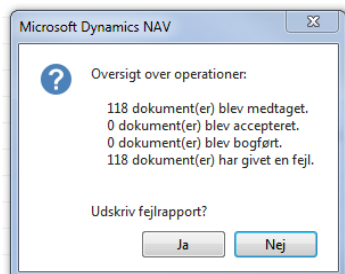 Microsoft Dynamics NAV
Oversigt over operationer:
118 dokument(er) blev medtaget.
0 dokument(er) blev accepteret.
0 dokument(er) blev bogført.
118 dokument(er) har givet en fejl.
Udskriv fejlrapport?
Ja Nej